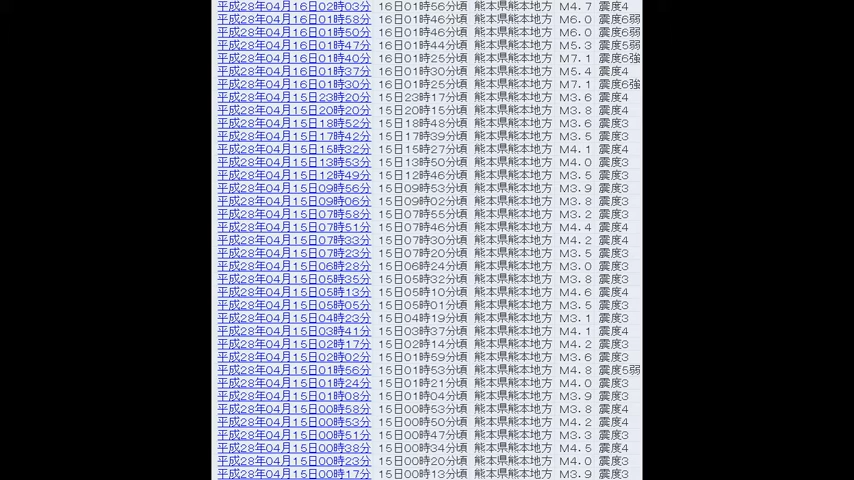 平成28年04月16日02時03分 16日01時56分頃 熊本県熊本地方 M4.7 震度4
平成28年04月16日01時58分 16日01時46分頃 熊本県熊本地方 M6.0 震度6弱
平成28年04月16日01時50分 16日01時46分頃 熊本県熊本地方 M6.0 震度6弱
平成28年04月16日01時47分 16日01時44分頃 熊本県熊本地方 M5.3 震度5弱
平成28年04月16日01時40分 16日01時25分頃 熊本県熊本地方 M7.1 震度6強
平成28年04月16日01時37分 16日01時30分頃 熊本県熊本地方 M5.4 震度4
平成28年04月16日01時30分 16日01時25分頃 熊本県熊本地方 M7.1 震度6強
平成28年04月15日23時20分 15日23時17分頃 熊本県熊本地方 M3.6 震度4
平成28年04月15日20時20分 15日20時15分頃 熊本県熊本地方 M3.8 震度4
平成28年04月15日18時52分 15日18時48分頃 熊本県熊本地方 M3.6 震度3
平成28年04月15日17時42分 15日17時39分頃 熊本県熊本地方 M3.5 震度3
平成28年04月15日15時32分 15日15時27分頃 熊本県熊本地方 M4.1 震度4
平成28年04月15日13時53分 15日13時50分頃 熊本県熊本地方 M4.0 震度3
平成28年04月15日12時49分 15日12時46分頃 熊本県熊本地方 M3.5 震度3
平成28年04月15日09時56分 15日09時53分頃 熊本県熊本地方 M3.9 震度3
平成28年04月15日09時06分 15日09時02分頃 熊本県熊本地方 M3.8 震度3
平成28年04月15日07時58分 15日07時55分頃 熊本県熊本地方 M3.2 震度3
平成28年04月15日07時51分 15日07時46分頃 熊本県熊本地方 M4.4 震度4
平成28年04月15日07時33分 15日07時30分頃 熊本県熊本地方 M4.2 震度4
平成28年04月15日07時23分 15日07時20分頃 熊本県熊本地方 M3.5 震度3
平成28年04月15日06時28分 15日06時24分頃 熊本県熊本地方 M3.0 震度3
平成28年04月15日05時35分 15日05時32分頃 熊本県熊本地方 M3.8 震度3
平成28年04月15日05時13分 15日05時10分頃 熊本県熊本地方 M4.6 震度4
平成28年04月15日05時05分 15日05時01分頃 熊本県熊本地方 M3.5 震度3
平成28年04月15日04時23分 15日04時19分頃 熊本県熊本地方 M3.1 震度3
平成28年04月15日03時41分 15日03時37分頃 熊本県熊本地方 M4.1 震度4
平成28年04月15日02時17分 15日02時14分頃 熊本県熊本地方 M4.2 震度3
平成28年04月15日02時02分 15日01時59分頃 熊本県熊本地方 M3.6 震度3
平成28年04月15日01時56分 15日01時53分頃 熊本県熊本地方 M4.8 震度5弱
平成28年04月15日01時24分 15日01時21分頃 熊本県熊本地方 M4.0 震度3
平成28年04月15日01時08分 15日01時04分頃 熊本県熊本地方 M3.9 震度3
平成28年04月15日00時58分 15日00時53分頃 熊本県熊本地方 M3.8 震度4
平成28年04月15日00時53分 15日00時50分頃 熊本県熊本地方 M4.2 震度4
平成28年04月15日00時51分 15日00時47分頃 熊本県熊本地方 M3.3 震度3
平成28年04月15日00時38分 15日00時34分頃 熊本県熊本地方 M4.5 震度4
平成28年04月15日00時23分 15日00時20分頃 熊本県熊本地方 M4.0 震度3
平成28年04月15日00時17分 15日00時13分頃 熊本県熊本地方 M3.9 震度3